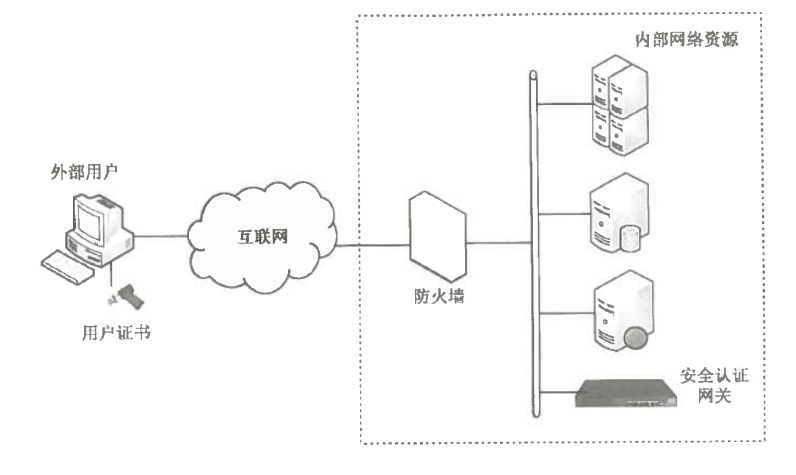 内部网络资源
外部用户
互联网
防火墙
用户证书
安全认证
网关